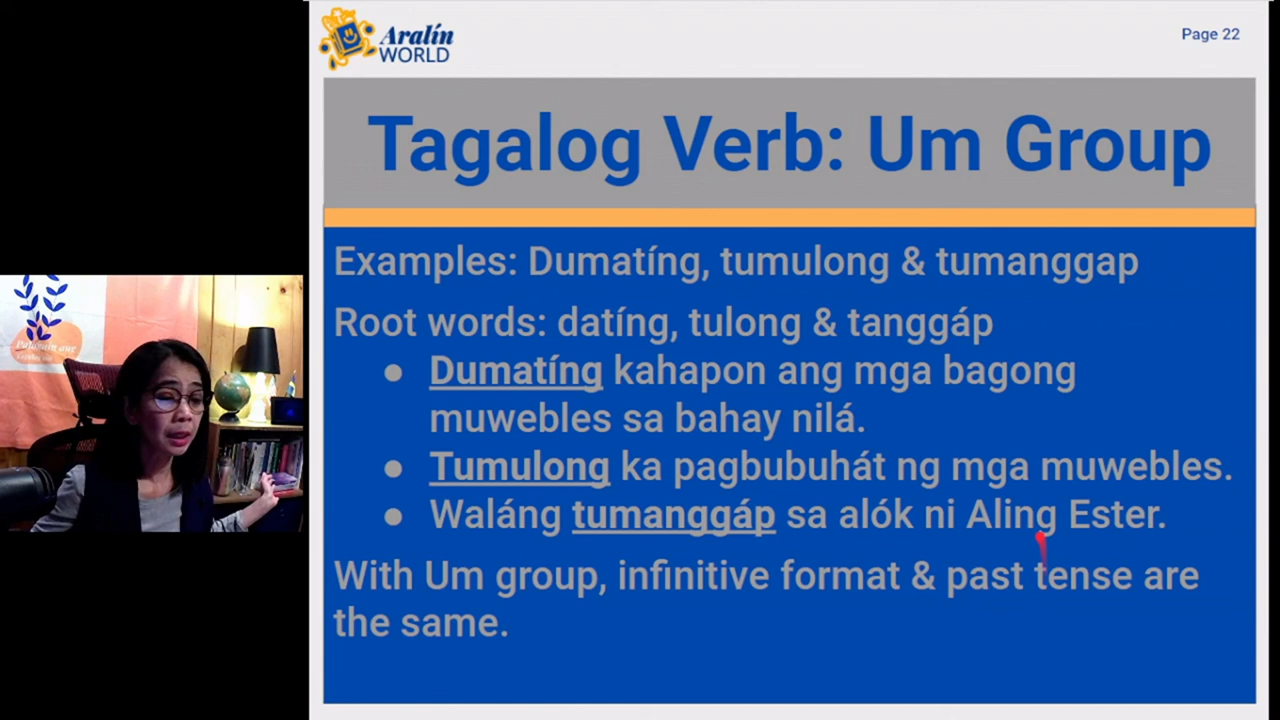 Aralín
WORLD
Page 22
Tagalog Verb: Um Group
Examples: Dumatíng, tumulong & tumanggap
Root words: datíng, tulong & tanggáp
● Dumatíng kahapon ang mga bagong
muwebles sa bahay nilá.
● Tumulong ka pagbubuhát ng mga muwebles.
● Waláng tumanggáp sa alók ni Aling Ester.
With Um group, infinitive format & past tense are
the same.